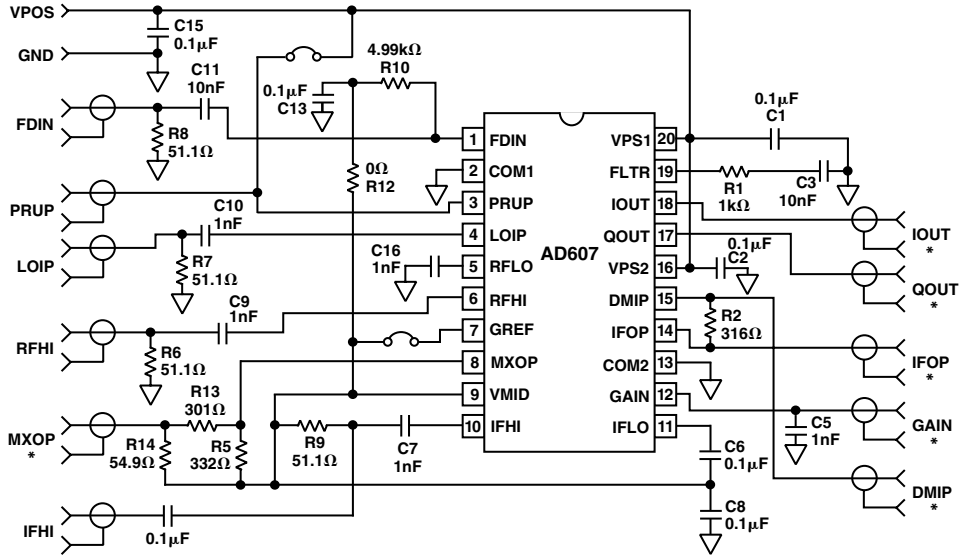 VPOS
GND
C15
0.1µF
C11
10nF
FDIN
R8
51.1Ω
4.99kΩ
R10
0.1µF
C13
0Ω
R12
PRUP
C10
1nF
LOIP
R7
51.1Ω
C16
1nF
C9
1nF
RFHI
R6
51.1Ω
R13
301Ω
MXOP
*
R14
54.9Ω
R5
332Ω
R9
51.1Ω
C7
1nF
IFHI
0.1µF
AD607
1 FDIN
2 COM1
3 PRUP
4 LOIP
5 RFLO
6 RFHI
7 GREF
8 MXOP
9 VMID
10 IFHI
VPS1 20
FLTR 19
IOUT 18
QOUT 17
VPS2 16
DMIP 15
IFOP 14
COM2 13
GAIN 12
IFLO 11
0.1µF
C1
R1
1kΩ
C3
10nF
0.1µF
C2
R2
316Ω
C5
1nF
C6
0.1µF
C8
0.1µF
IOUT
*
QOUT
*
IFOP
*
GAIN
*
DMIP
*